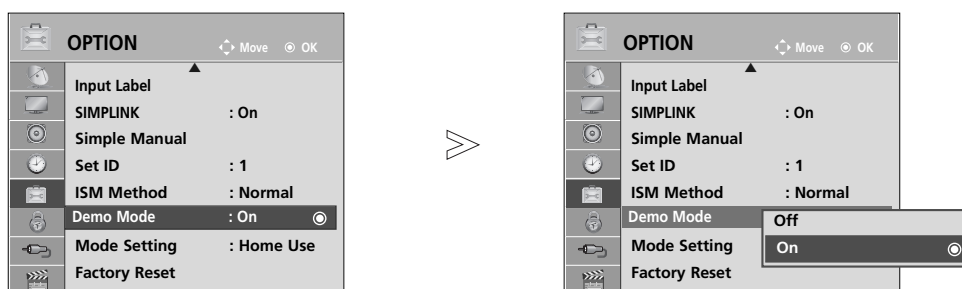 OPTION
Move OK
Input Label
SIMPLINK : On
Simple Manual
Set ID : 1
ISM Method : Normal
Demo Mode : On
Mode Setting : Home Use
Factory Reset
OPTION
Move OK
Input Label
SIMPLINK : On
Simple Manual
Set ID : 1
ISM Method : Normal
Demo Mode
Off
Mode Setting
On
Factory Reset